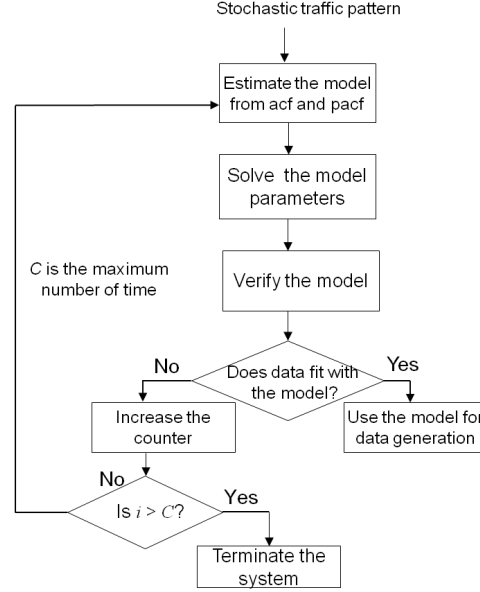 Stochastic traffic pattern
Estimate the model
from acf and pacf
Solve the model
parameters
Verify the model
C is the maximum
number of time
Does data fit with
the model?
No
Yes
Increase the
counter
Use the model for
data generation
No
Is i > C?
Yes
Terminate the
system